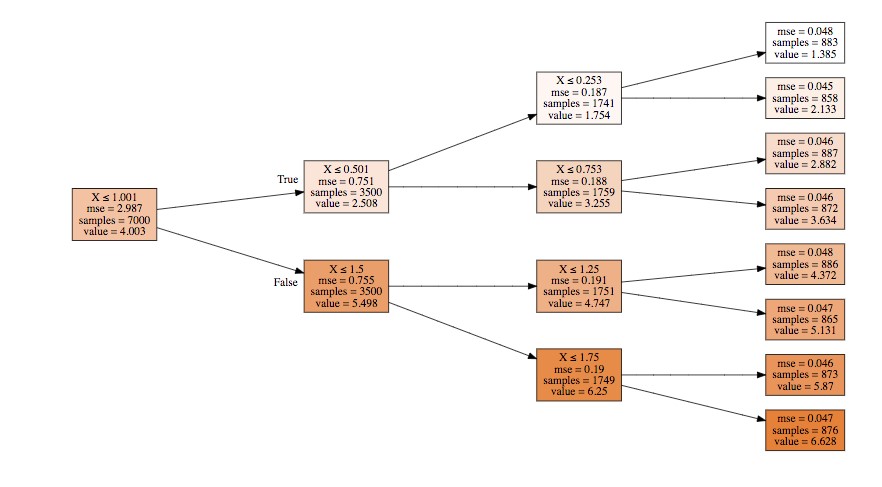 X ≤ 1.001
mse = 2.987
samples = 7000
value = 4.003
True
False
X ≤ 0.501
mse = 0.751
samples = 3500
value = 2.508
X ≤ 1.5
mse = 0.755
samples = 3500
value = 5.498
X ≤ 0.253
mse = 0.187
samples = 1741
value = 1.754
X ≤ 0.753
mse = 0.188
samples = 1759
value = 3.255
X ≤ 1.25
mse = 0.191
samples = 1751
value = 4.747
X ≤ 1.75
mse = 0.19
samples = 1749
value = 6.25
mse = 0.048
samples = 883
value = 1.385
mse = 0.045
samples = 858
value = 2.133
mse = 0.046
samples = 887
value = 2.882
mse = 0.046
samples = 872
value = 3.634
mse = 0.048
samples = 886
value = 4.372
mse = 0.047
samples = 865
value = 5.131
mse = 0.046
samples = 873
value = 5.87
mse = 0.047
samples = 876
value = 6.628